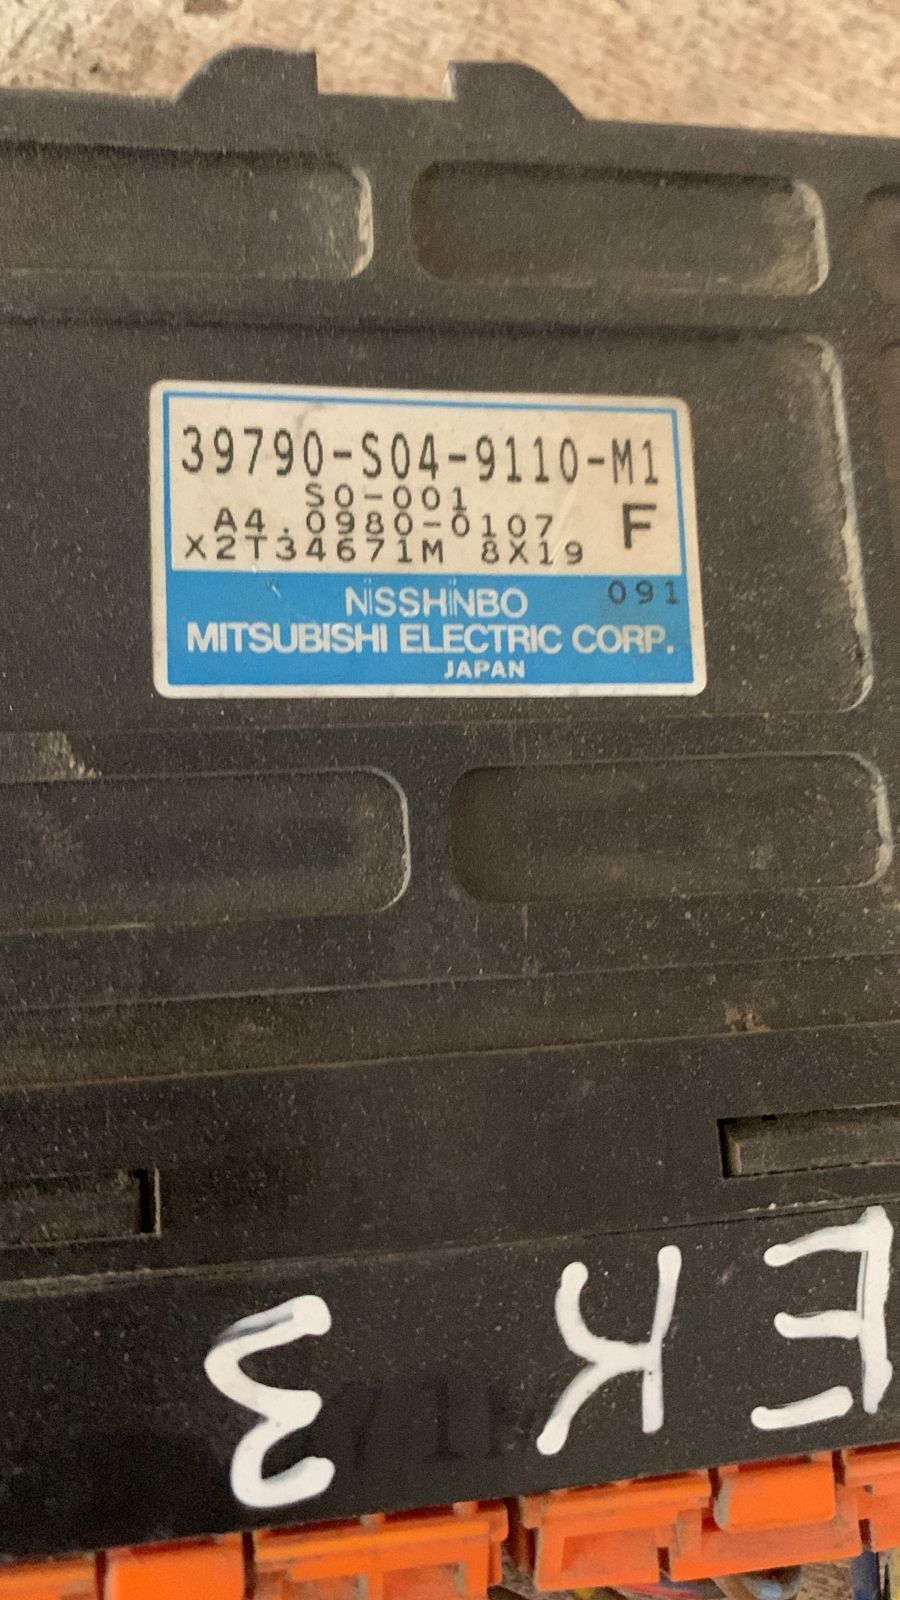 39790-S04-9110-M1
S0-001
A4.0980-0107 F
X2T34671M 8X19
091
NISSHINBO
MITSUBISHI ELECTRIC CORP.
JAPAN
EK3